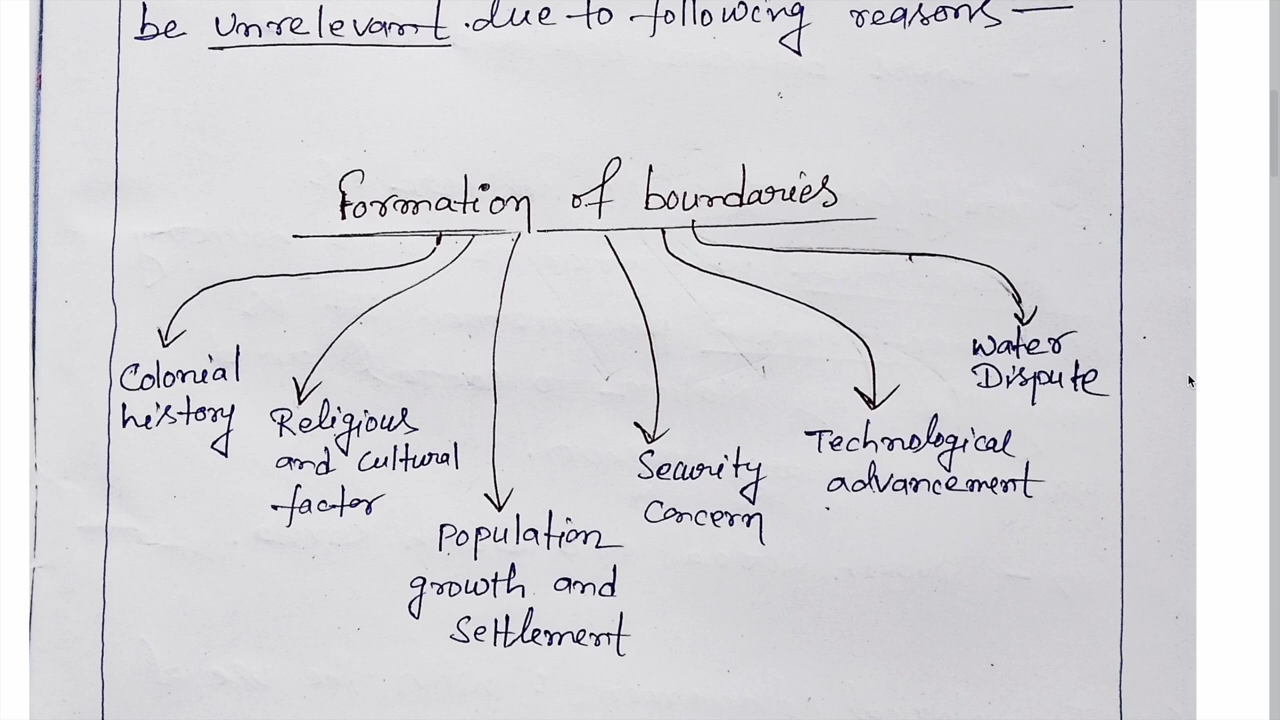 be unrelevant. due to following reasons —
Formation of boundaries
Colonial
history
Religious
and cultural
factor
Population
growth and
Settlement
Security
Concern
Technological
advancement
Water
Dispute